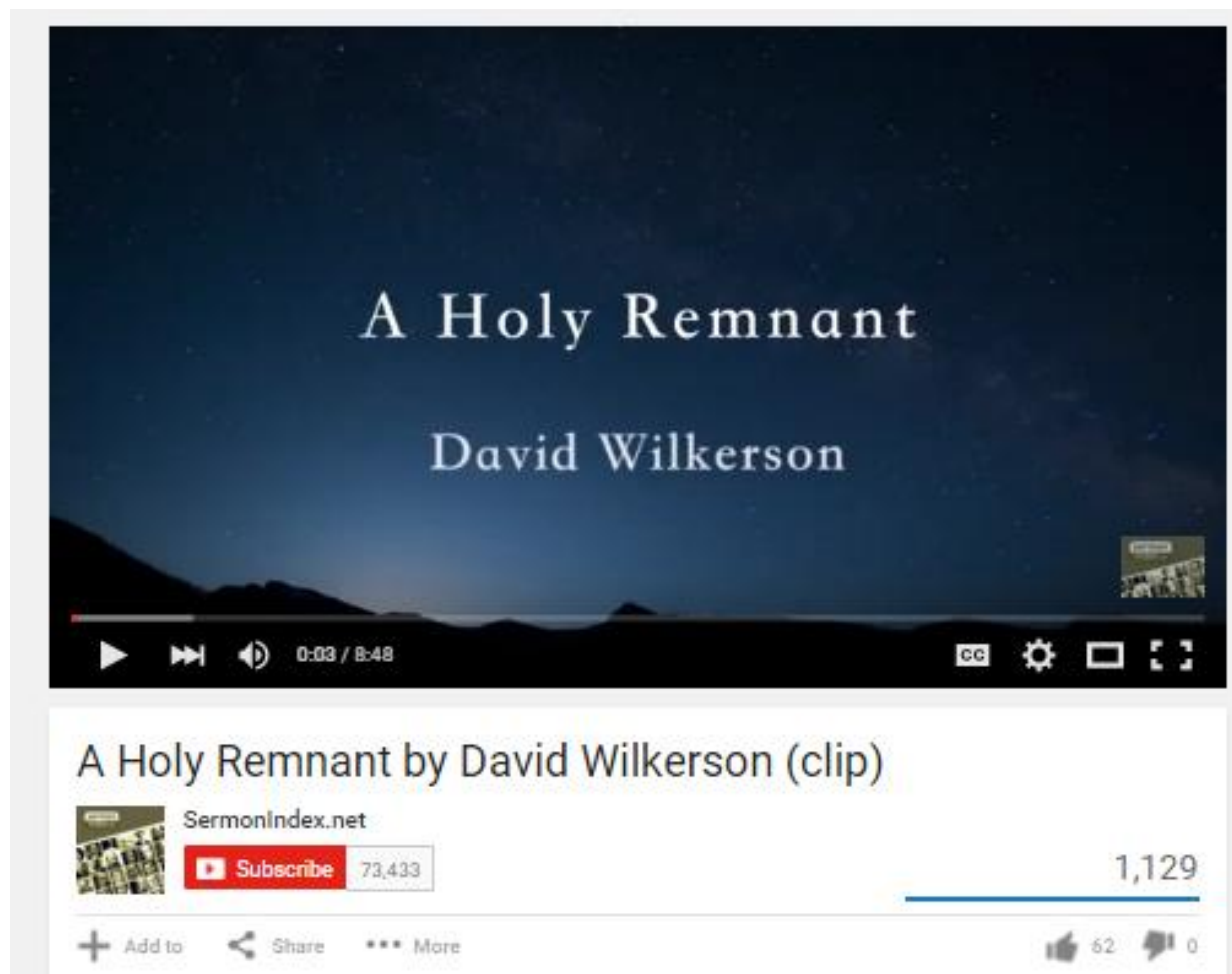 A Holy Remnant
David Wilkerson
0:03 / 8:48
CC
A Holy Remnant by David Wilkerson (clip)
SermonIndex.net
Subscribe 73,433
1,129
Add to Share More 62 0